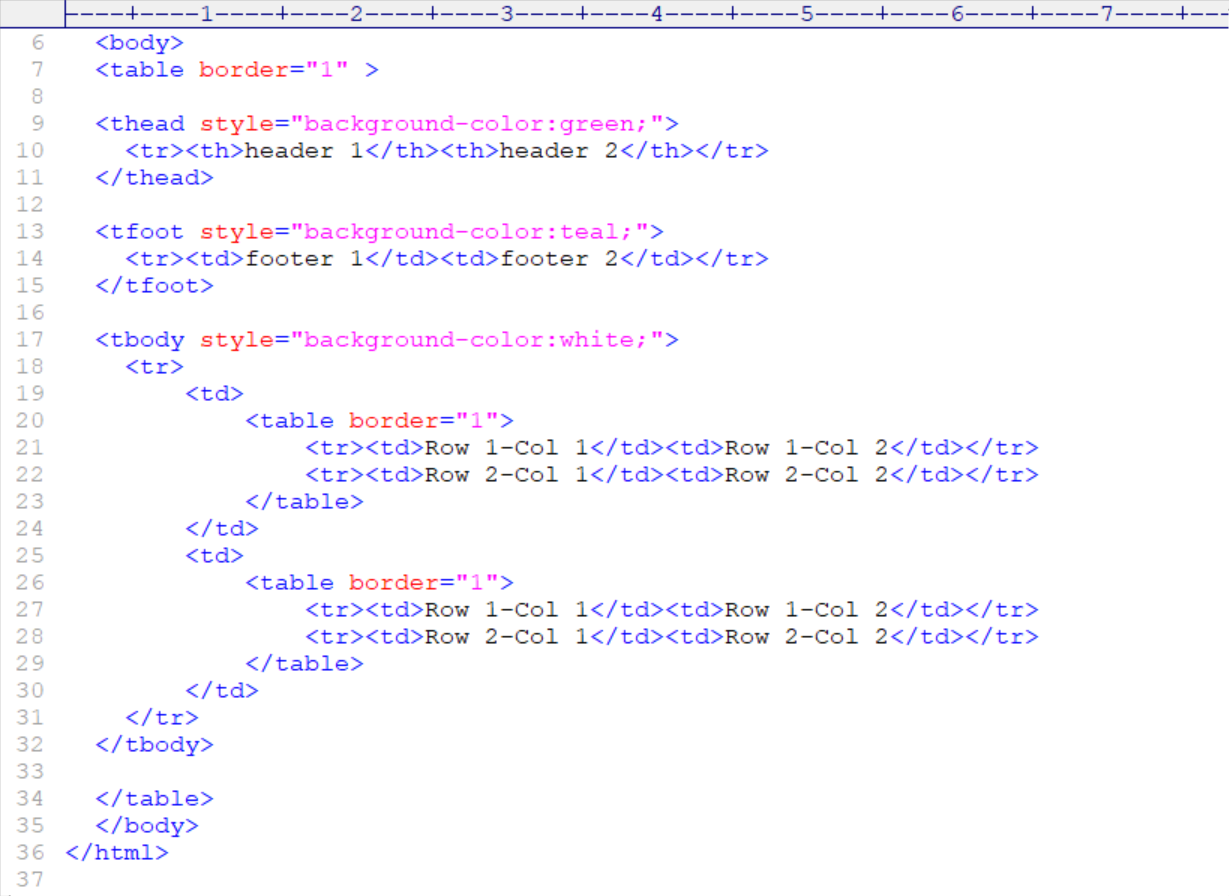 |----+----1----+----2----+----3----+----4----+----5----+----6----+----7----+--
6 <body>
7 <table border="1" >
8
9 <thead style="background-color:green;">
10 <tr><th>header 1</th><th>header 2</th></tr>
11 </thead>
12
13 <tfoot style="background-color:teal;">
14 <tr><td>footer 1</td><td>footer 2</td></tr>
15 </tfoot>
16
17 <tbody style="background-color:white;">
18 <tr>
19 <td>
20 <table border="1">
21 <tr><td>Row 1-Col 1</td><td>Row 1-Col 2</td></tr>
22 <tr><td>Row 2-Col 1</td><td>Row 2-Col 2</td></tr>
23 </table>
24 </td>
25 <td>
26 <table border="1">
27 <tr><td>Row 1-Col 1</td><td>Row 1-Col 2</td></tr>
28 <tr><td>Row 2-Col 1</td><td>Row 2-Col 2</td></tr>
29 </table>
30 </td>
31 </tr>
32 </tbody>
33
34 </table>
35 </body>
36 </html>
37